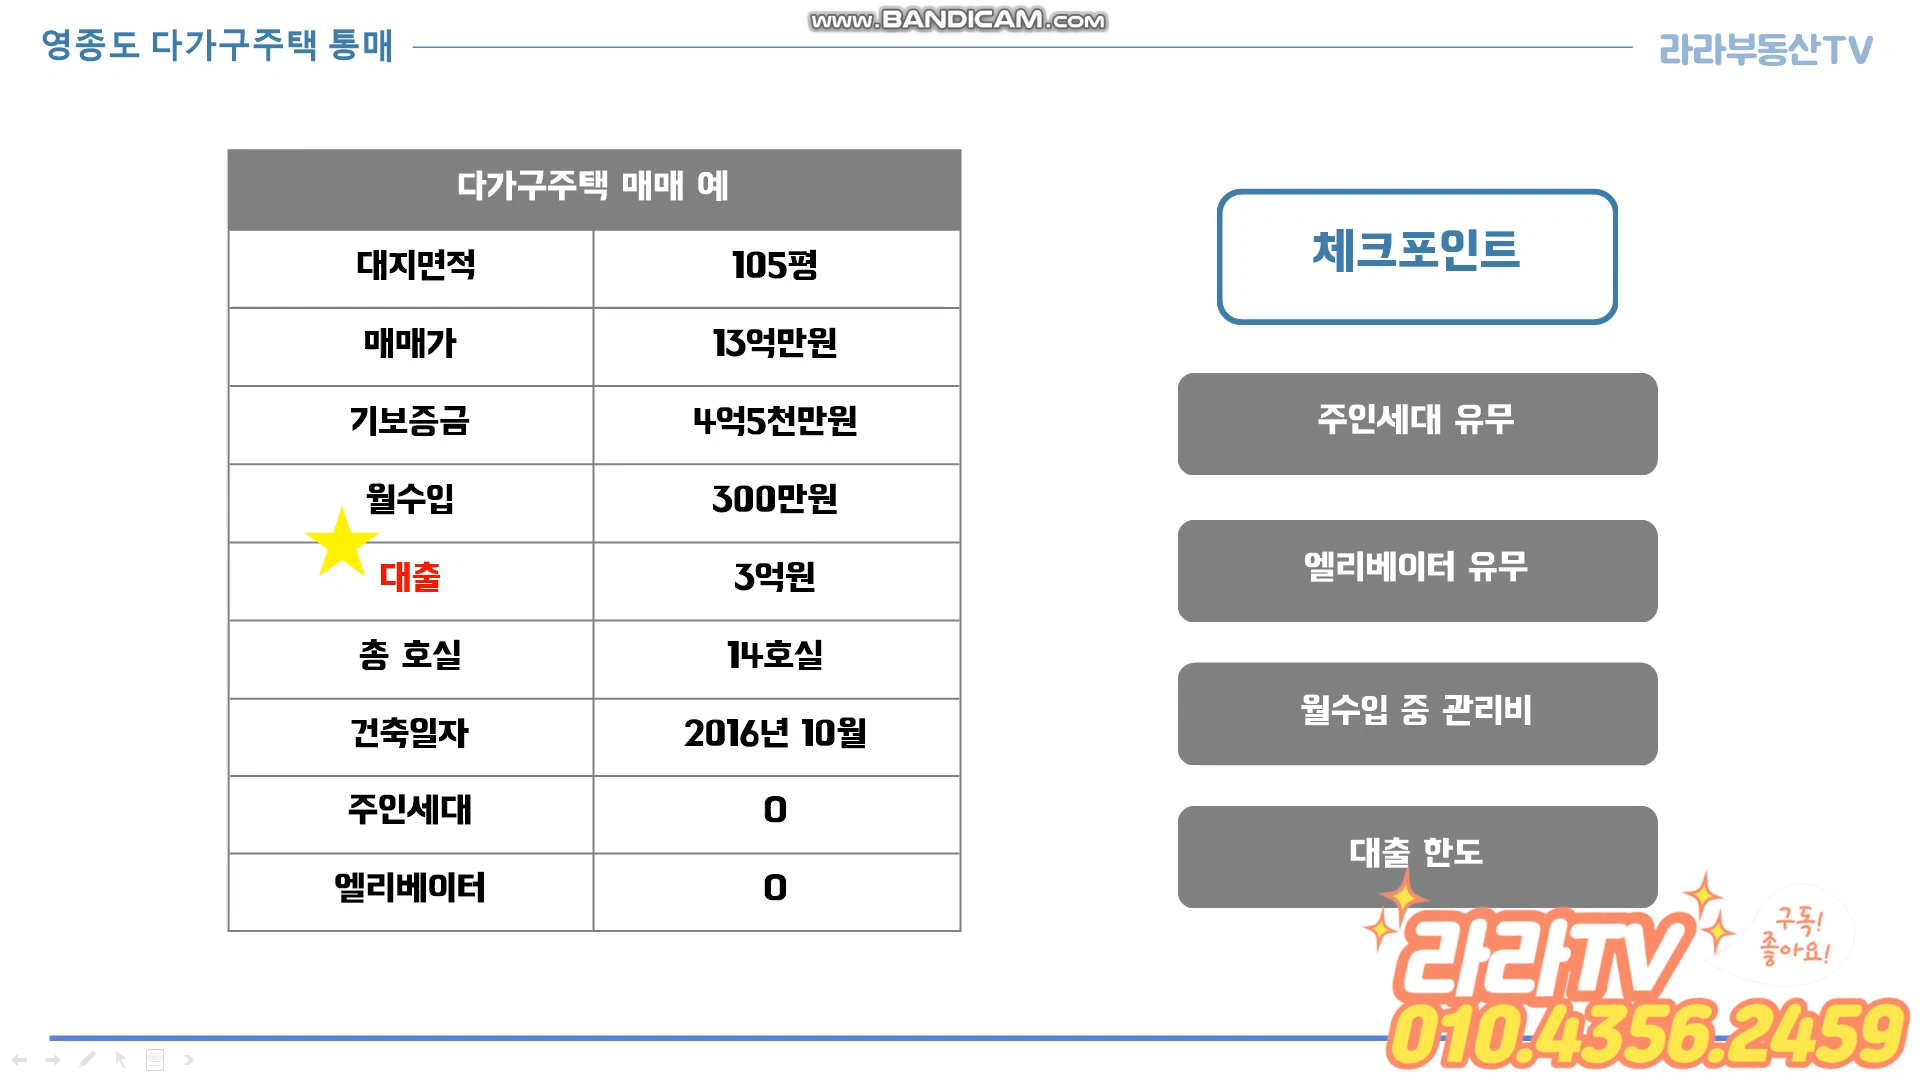 www.BANDICAM.com
영종도 다가구주택 통매
라라부동산TV
다가구주택 매매 예
대지면적 105평
매매가 13억만원
기보증금 4억5천만원
월수입 300만원
대출 3억원
총 호실 14호실
건축일자 2016년 10월
주인세대 O
엘리베이터 O
체크포인트
주인세대 유무
엘리베이터 유무
월수입 중 관리비
대출 한도
라라TV
구독!
좋아요!
010.4356.2459